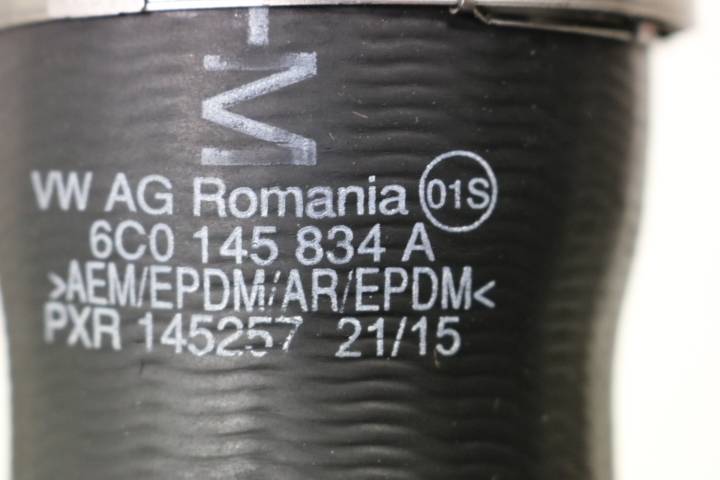 VW AG Romania 01S
6C0 145 834 A
>AEM/EPDM/AR/EPDM<
PXR 145257 21/15